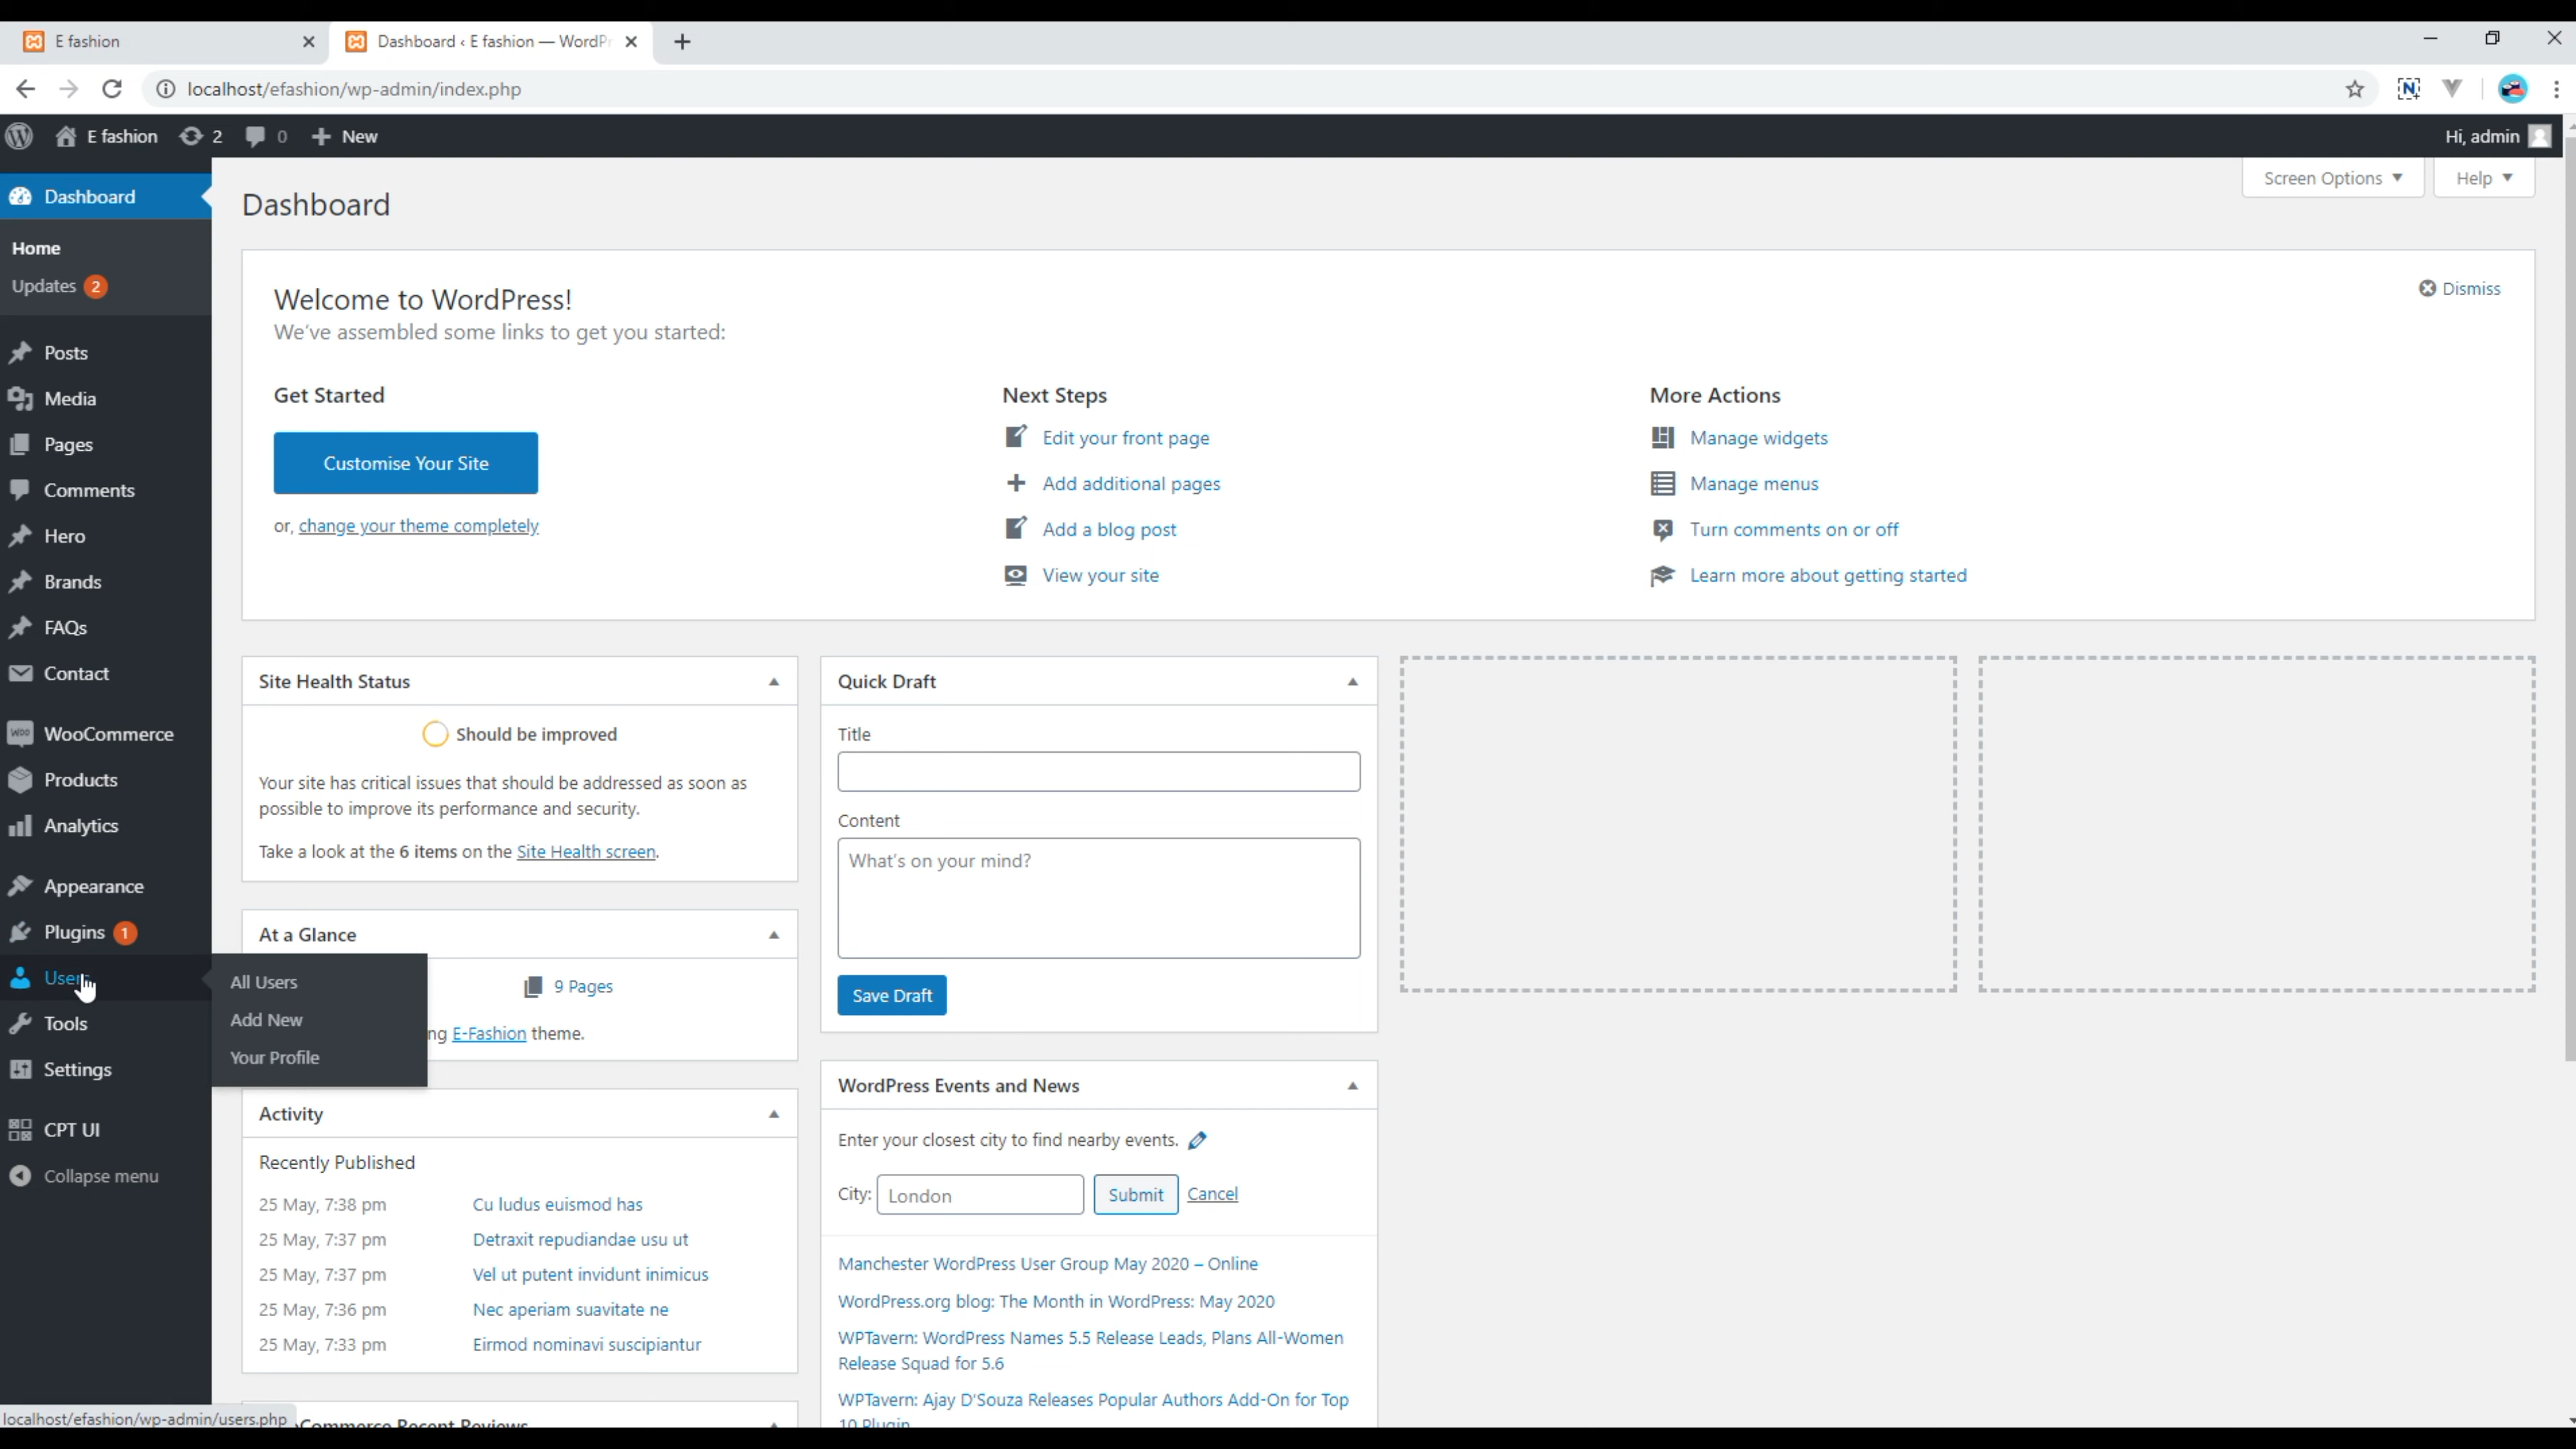 E fashion
Dashboard ‹ E fashion — WordPr
localhost/efashion/wp-admin/index.php
E fashion 2 0 New
Hi, admin
Dashboard
Home
Updates 2
Posts
Media
Pages
Comments
Hero
Brands
FAQs
Contact
WooCommerce
Products
Analytics
Appearance
Plugins 1
Tools
Settings
CPT UI
Collapse menu
All Users
Add New
Your Profile
Dashboard
Screen Options
Help
Welcome to WordPress!
We've assembled some links to get you started:
Dismiss
Get Started
Customise Your Site
or, change your theme completely
Next Steps
Edit your front page
Add additional pages
Add a blog post
View your site
More Actions
Manage widgets
Manage menus
Turn comments on or off
Learn more about getting started
Site Health Status
Should be improved
Your site has critical issues that should be addressed as soon as
possible to improve its performance and security.
Take a look at the 6 items on the Site Health screen.
At a Glance
9 Pages
ng E-Fashion theme.
Activity
Recently Published
25 May, 7:38 pm Cu ludus euismod has
25 May, 7:37 pm Detraxit repudiandae usu ut
25 May, 7:37 pm Vel ut putent invidunt inimicus
25 May, 7:36 pm Nec aperiam suavitate ne
25 May, 7:33 pm Eirmod nominavi suscipiantur
Commerce Recent Reviews
Quick Draft
Title
Content
What's on your mind?
Save Draft
WordPress Events and News
Enter your closest city to find nearby events.
City: London Submit Cancel
Manchester WordPress User Group May 2020 – Online
WordPress.org blog: The Month in WordPress: May 2020
WPTavern: WordPress Names 5.5 Release Leads, Plans All-Women
Release Squad for 5.6
WPTavern: Ajay D'Souza Releases Popular Authors Add-On for Top
10 Plugin
localhost/efashion/wp-admin/users.php